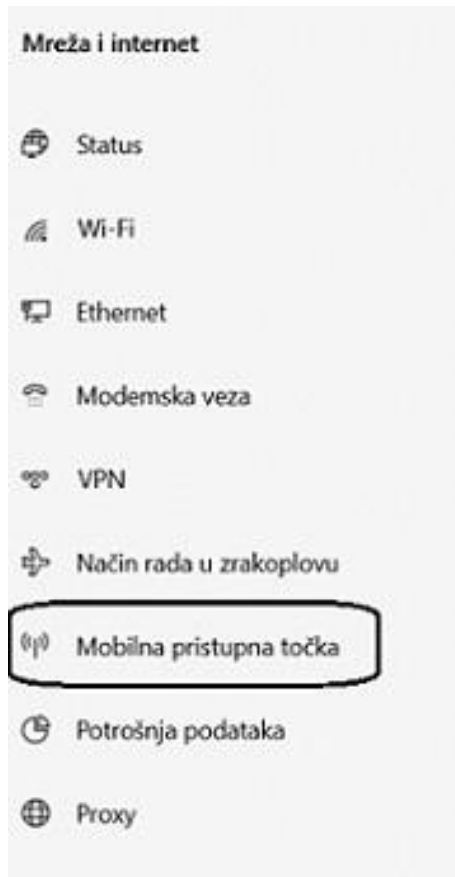 Mreža i internet
Status
Wi-Fi
Ethernet
Modemska veza
VPN
Način rada u zrakoplovu
Mobilna pristupna točka
Potrošnja podataka
Proxy